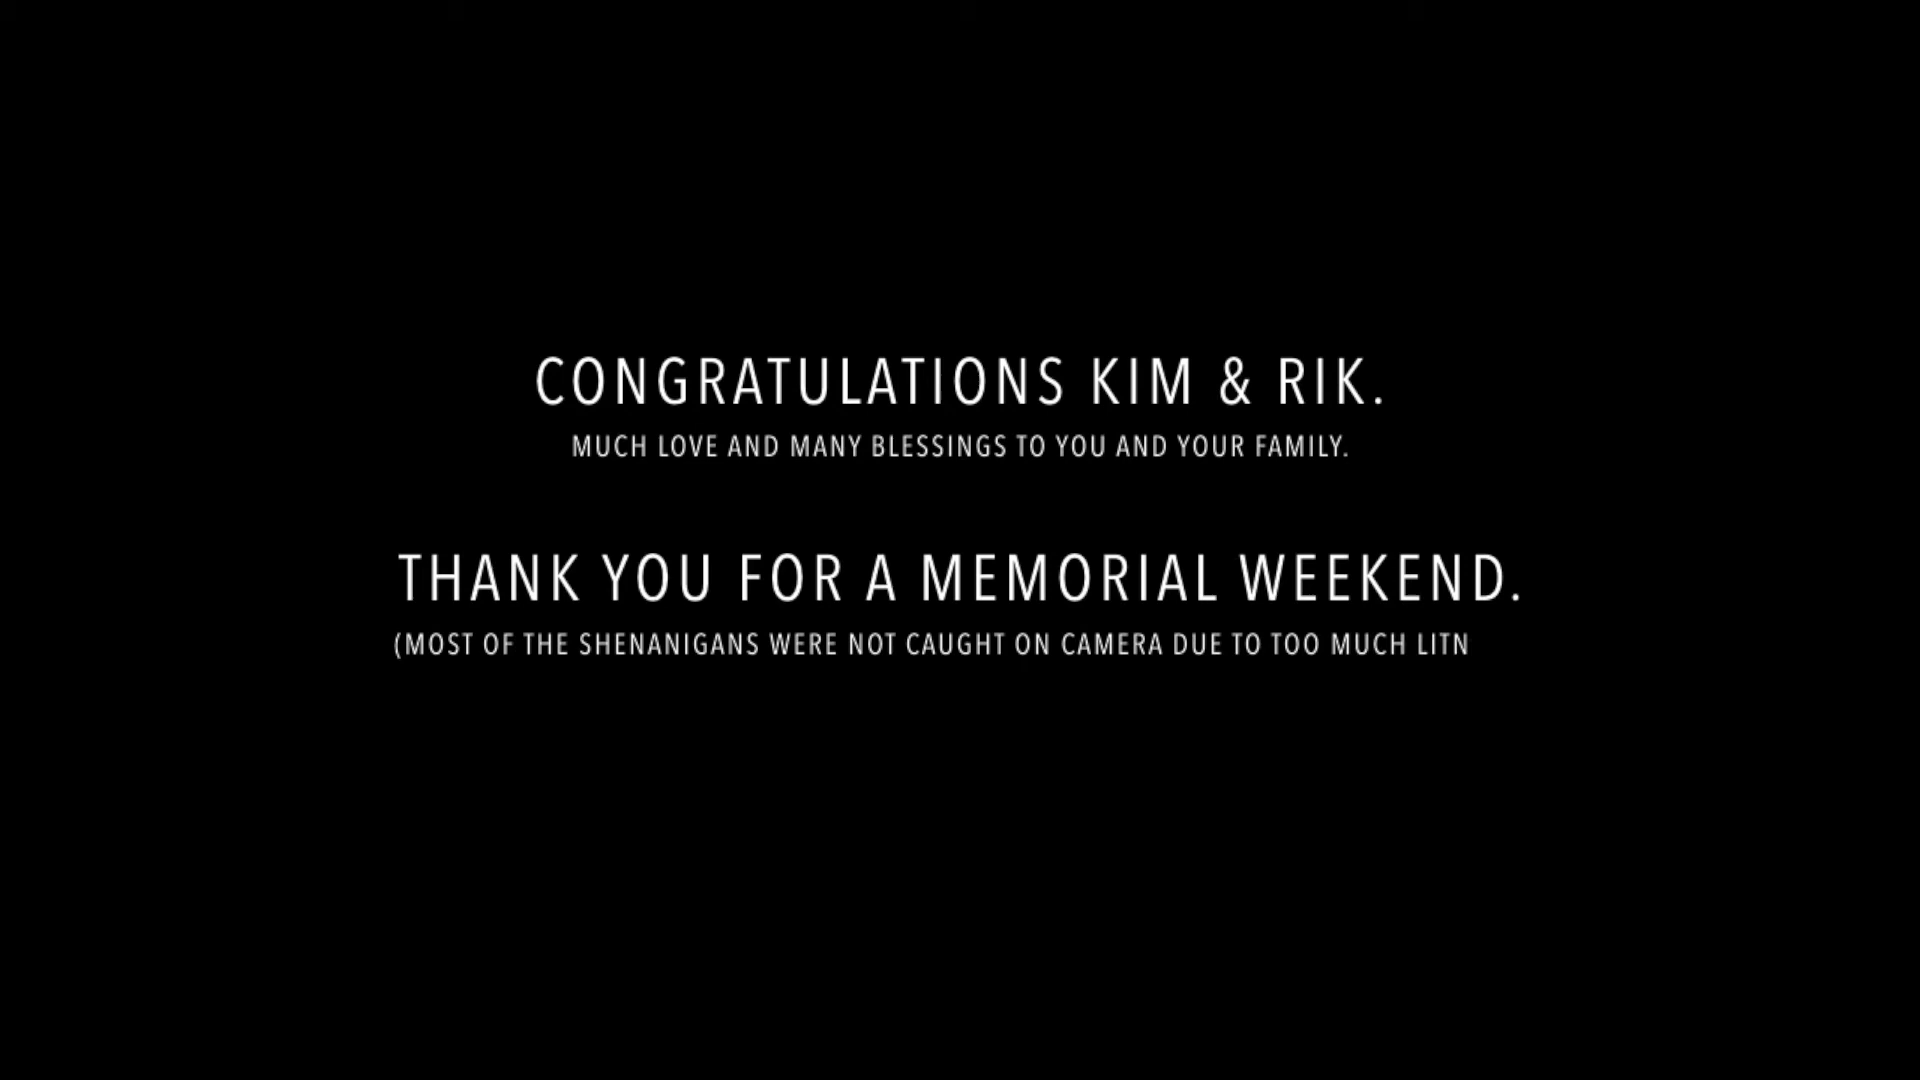 CONGRATULATIONS KIM & RIK.
MUCH LOVE AND MANY BLESSINGS TO YOU AND YOUR FAMILY.
THANK YOU FOR A MEMORIAL WEEKEND.
(MOST OF THE SHENANIGANS WERE NOT CAUGHT ON CAMERA DUE TO TOO MUCH LITN